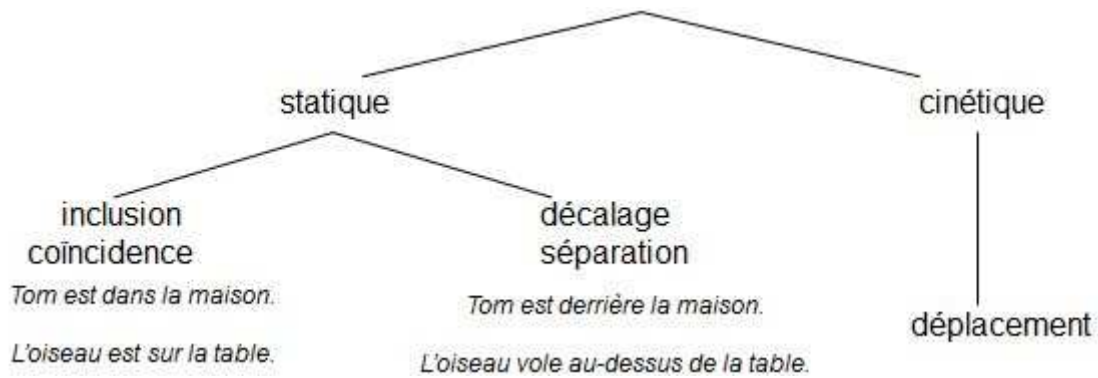 statique
cinétique
inclusion
coïncidence
décalage
séparation
Tom est dans la maison.
L'oiseau est sur la table.
Tom est derrière la maison.
L'oiseau vole au-dessus de la table.
déplacement